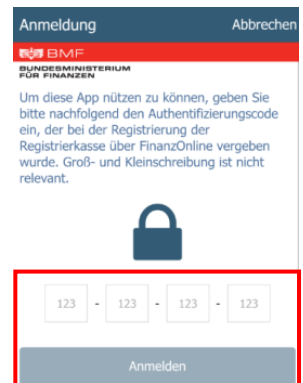 Anmeldung Abbrechen
BMF
BUNDESMINISTERIUM
FÜR FINANZEN
Um diese App nützen zu können, geben Sie
bitte nachfolgend den Authentifizierungscode
ein, der bei der Registrierung der
Registrierkasse über FinanzOnline vergeben
wurde. Groß- und Kleinschreibung ist nicht
relevant.
123 - 123 - 123 - 123
Anmelden